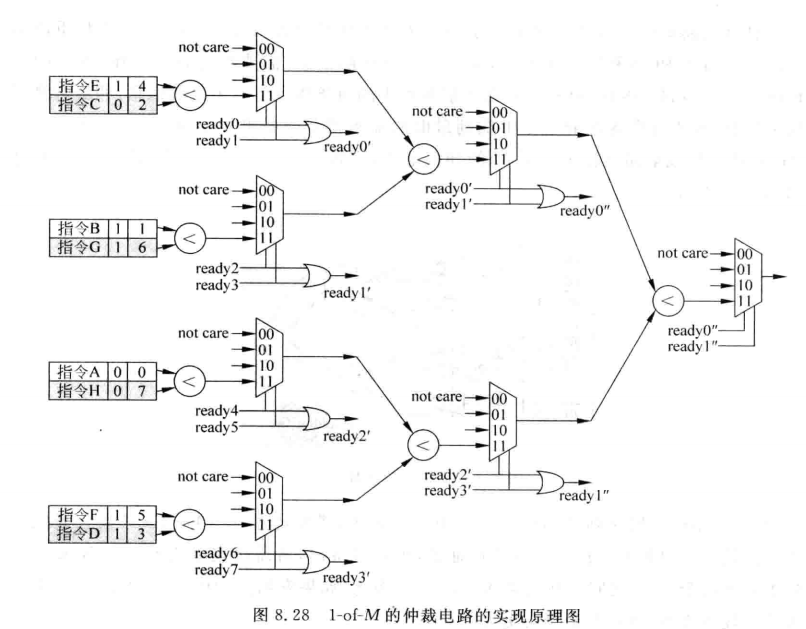 not care 00
01
10
指令E 1 4
指令C 0 2
<
11
ready0
ready1
ready0′
not care 00
01
10
11
<
ready0′
ready1′
ready0″
not care 00
01
10
指令B 1 1
指令G 1 6
<
11
ready2
ready3
ready1′
not care 00
01
10
11
<
ready0″
ready1″
not care 00
01
10
指令A 0 0
指令H 0 7
<
11
ready4
ready5
ready2′
not care 00
01
10
11
<
ready2′
ready3′
ready1″
not care 00
01
10
指令F 1 5
指令D 1 3
<
11
ready6
ready7
ready3′
图 8.28 1-of-M 的仲裁电路的实现原理图